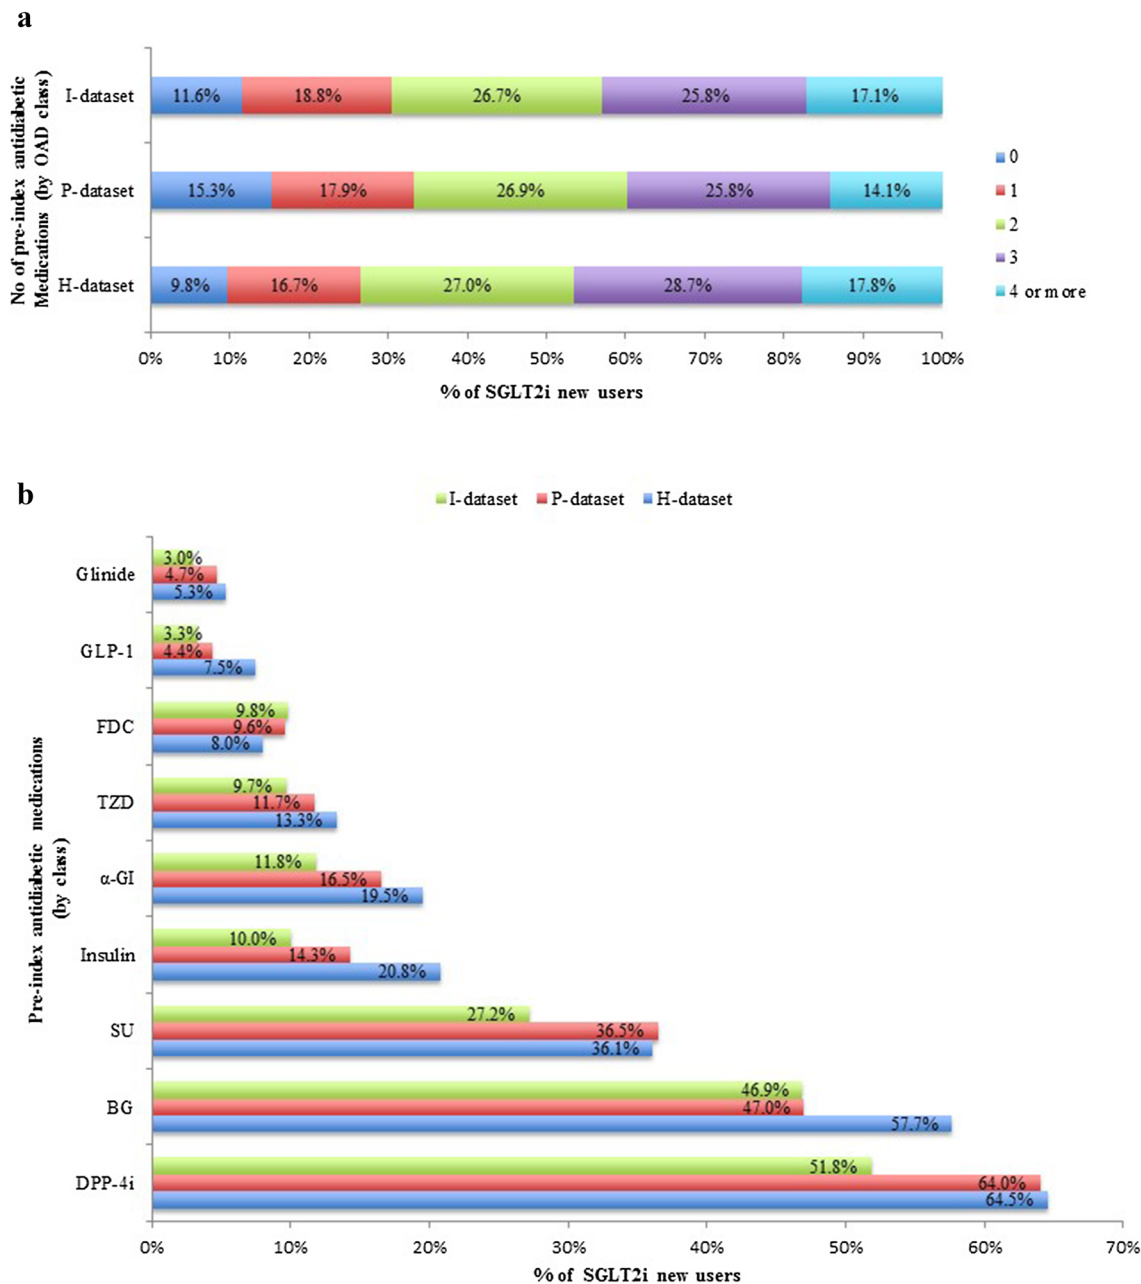 a
No of pre-index antidiabetic
Medications (by OAD class)
I-dataset
11.6% 18.8% 26.7% 25.8% 17.1%
P-dataset
15.3% 17.9% 26.9% 25.8% 14.1%
H-dataset
9.8% 16.7% 27.0% 28.7% 17.8%
0
1
2
3
4 or more
0% 10% 20% 30% 40% 50% 60% 70% 80% 90% 100%
% of SGLT2i new users
b
I-dataset P-dataset H-dataset
Pre-index antidiabetic medications
(by class)
Glinide
3.0%
4.7%
5.3%
GLP-1
3.3%
4.4%
7.5%
FDC
9.8%
9.6%
8.0%
TZD
9.7%
11.7%
13.3%
α-GI
11.8%
16.5%
19.5%
Insulin
10.0%
14.3%
20.8%
SU
27.2%
36.5%
36.1%
BG
46.9%
47.0%
57.7%
DPP-4i
51.8%
64.0%
64.5%
0% 10% 20% 30% 40% 50% 60% 70%
% of SGLT2i new users